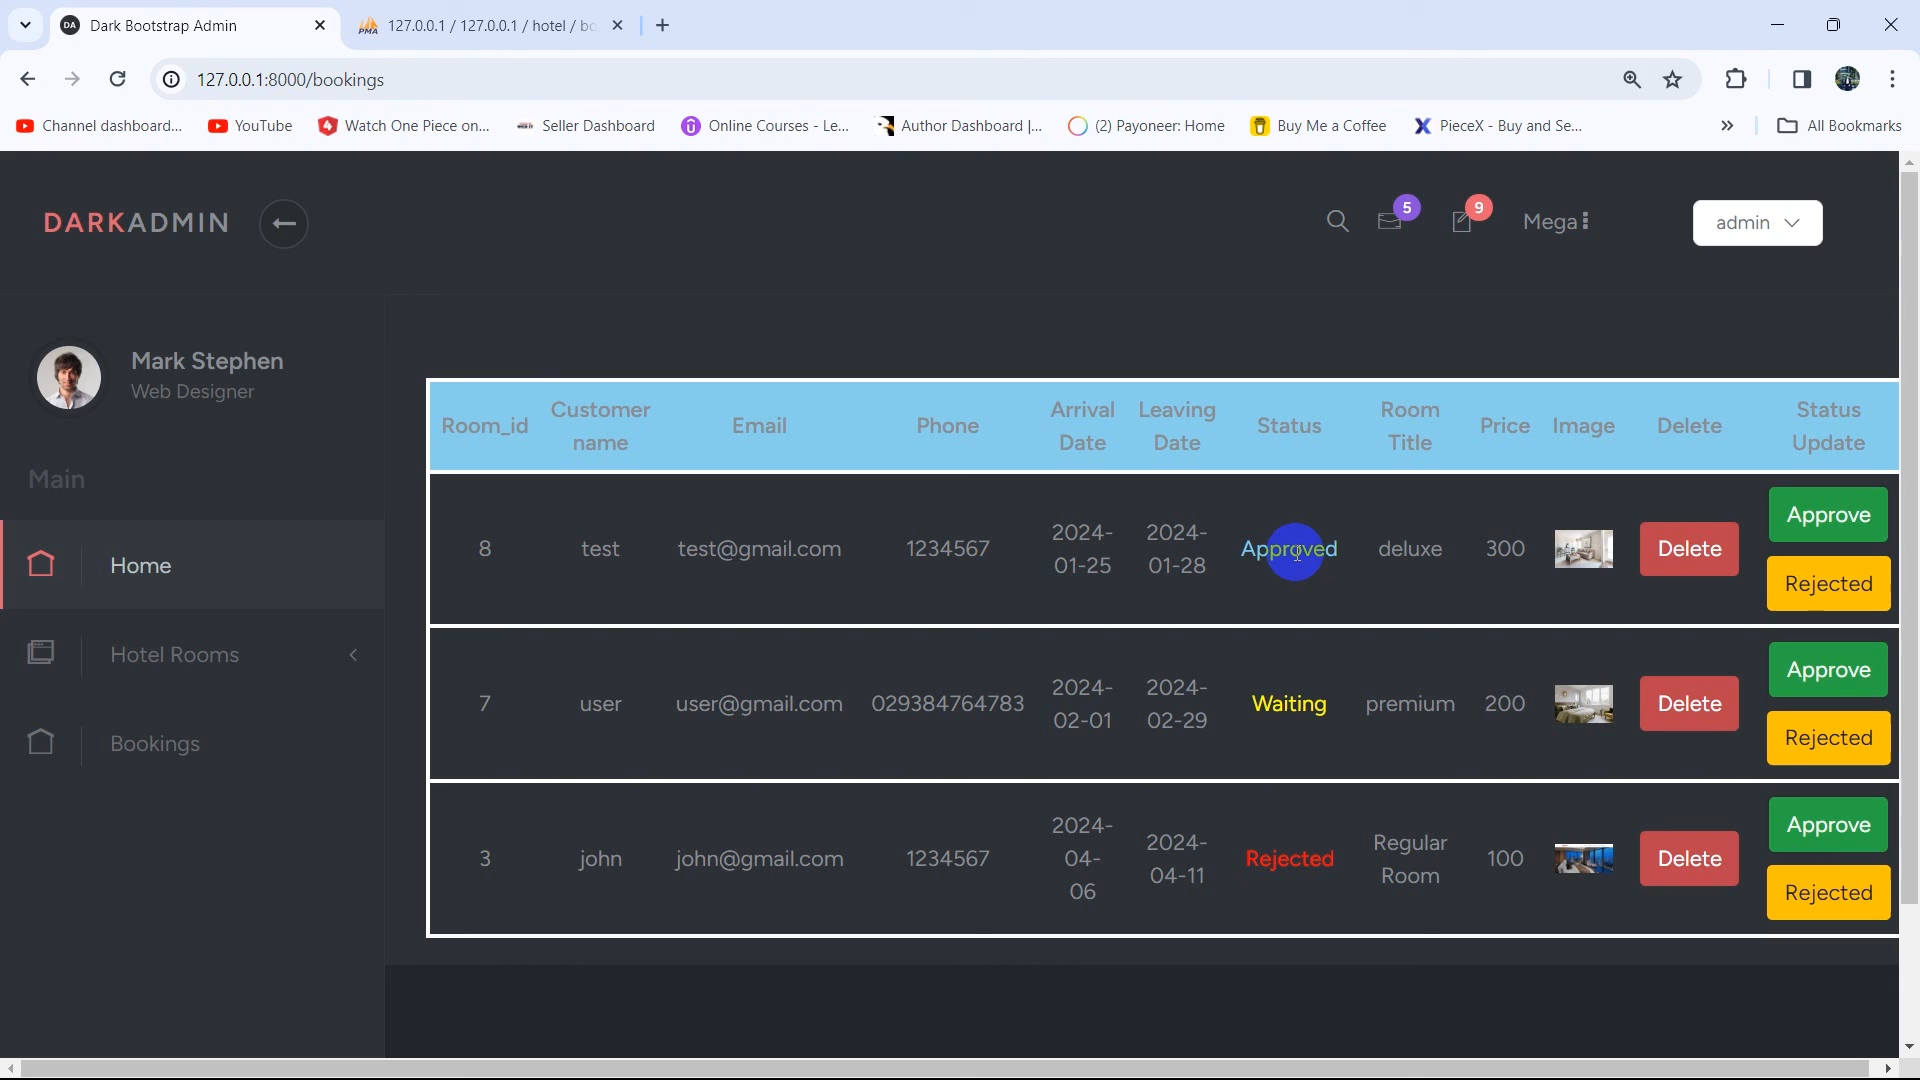 DA Dark Bootstrap Admin
PMA 127.0.0.1 / 127.0.0.1 / hotel / bo
127.0.0.1:8000/bookings
Channel dashboard... YouTube Watch One Piece on... Seller Dashboard Online Courses - Le... Author Dashboard |... (2) Payoneer: Home Buy Me a Coffee PieceX - Buy and Se... All Bookmarks
DARKADMIN 5 9 Mega admin
Mark Stephen
Web Designer
Main
Home
Hotel Rooms
Bookings
Room_id Customer name Email Phone Arrival Date Leaving Date Status Room Title Price Image Delete Status Update
8 test test@gmail.com 1234567 2024-01-25 2024-01-28 Approved deluxe 300 Delete Approve
Rejected
7 user user@gmail.com 029384764783 2024-02-01 2024-02-29 Waiting premium 200 Delete Approve
Rejected
3 john john@gmail.com 1234567 2024-04-06 2024-04-11 Rejected Regular Room 100 Delete Approve
Rejected